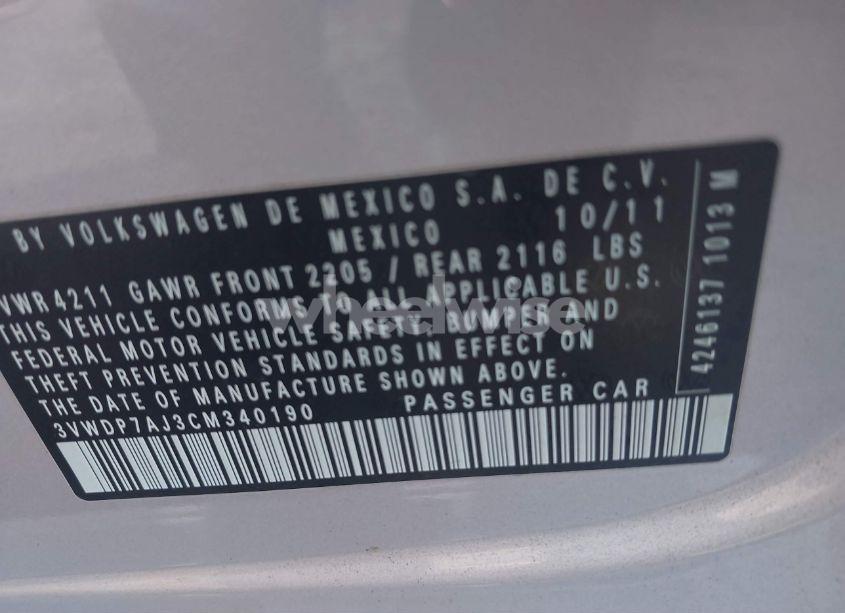 BY VOLKSWAGEN DE MEXICO S.A. DE C.V.
MEXICO 10/11
VWR 4211 GAWR FRONT 2205 / REAR 2116 LBS
THIS VEHICLE CONFORMS TO ALL APPLICABLE U.S.
FEDERAL MOTOR VEHICLE SAFETY, BUMPER AND
THEFT PREVENTION STANDARDS IN EFFECT ON
THE DATE OF MANUFACTURE SHOWN ABOVE.
3VWDP7AJ3CM340190 PASSENGER CAR
4246137 1013 M
wheelwise